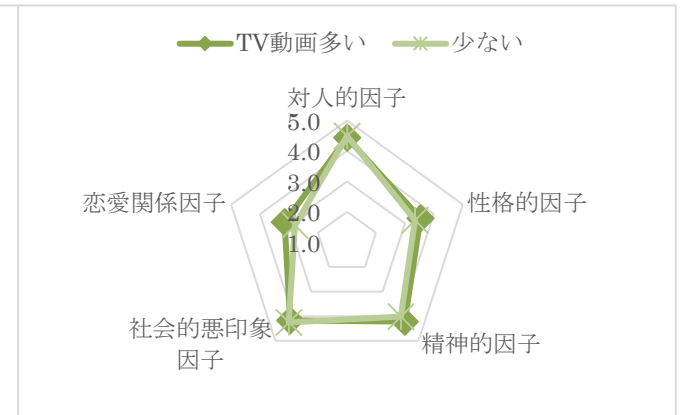 TV動画多い 少ない
対人的因子
5.0
4.0
3.0
2.0
1.0
恋愛関係因子
性格的因子
社会的悪印象
因子
精神的因子